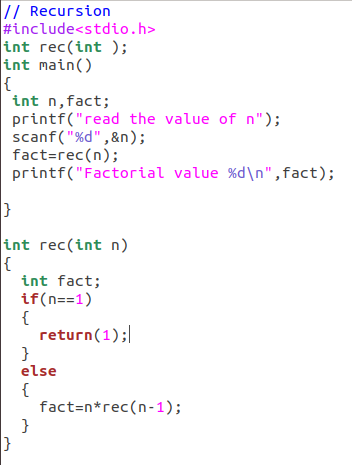 // Recursion
#include<stdio.h>
int rec(int );
int main()
{
 int n,fact;
 printf("read the value of n");
 scanf("%d",&n);
 fact=rec(n);
 printf("Factorial value %d\n",fact);

}

int rec(int n)
{
  int fact;
  if(n==1)
  {
    return(1);
  }
  else
  {
    fact=n*rec(n-1);
  }
}